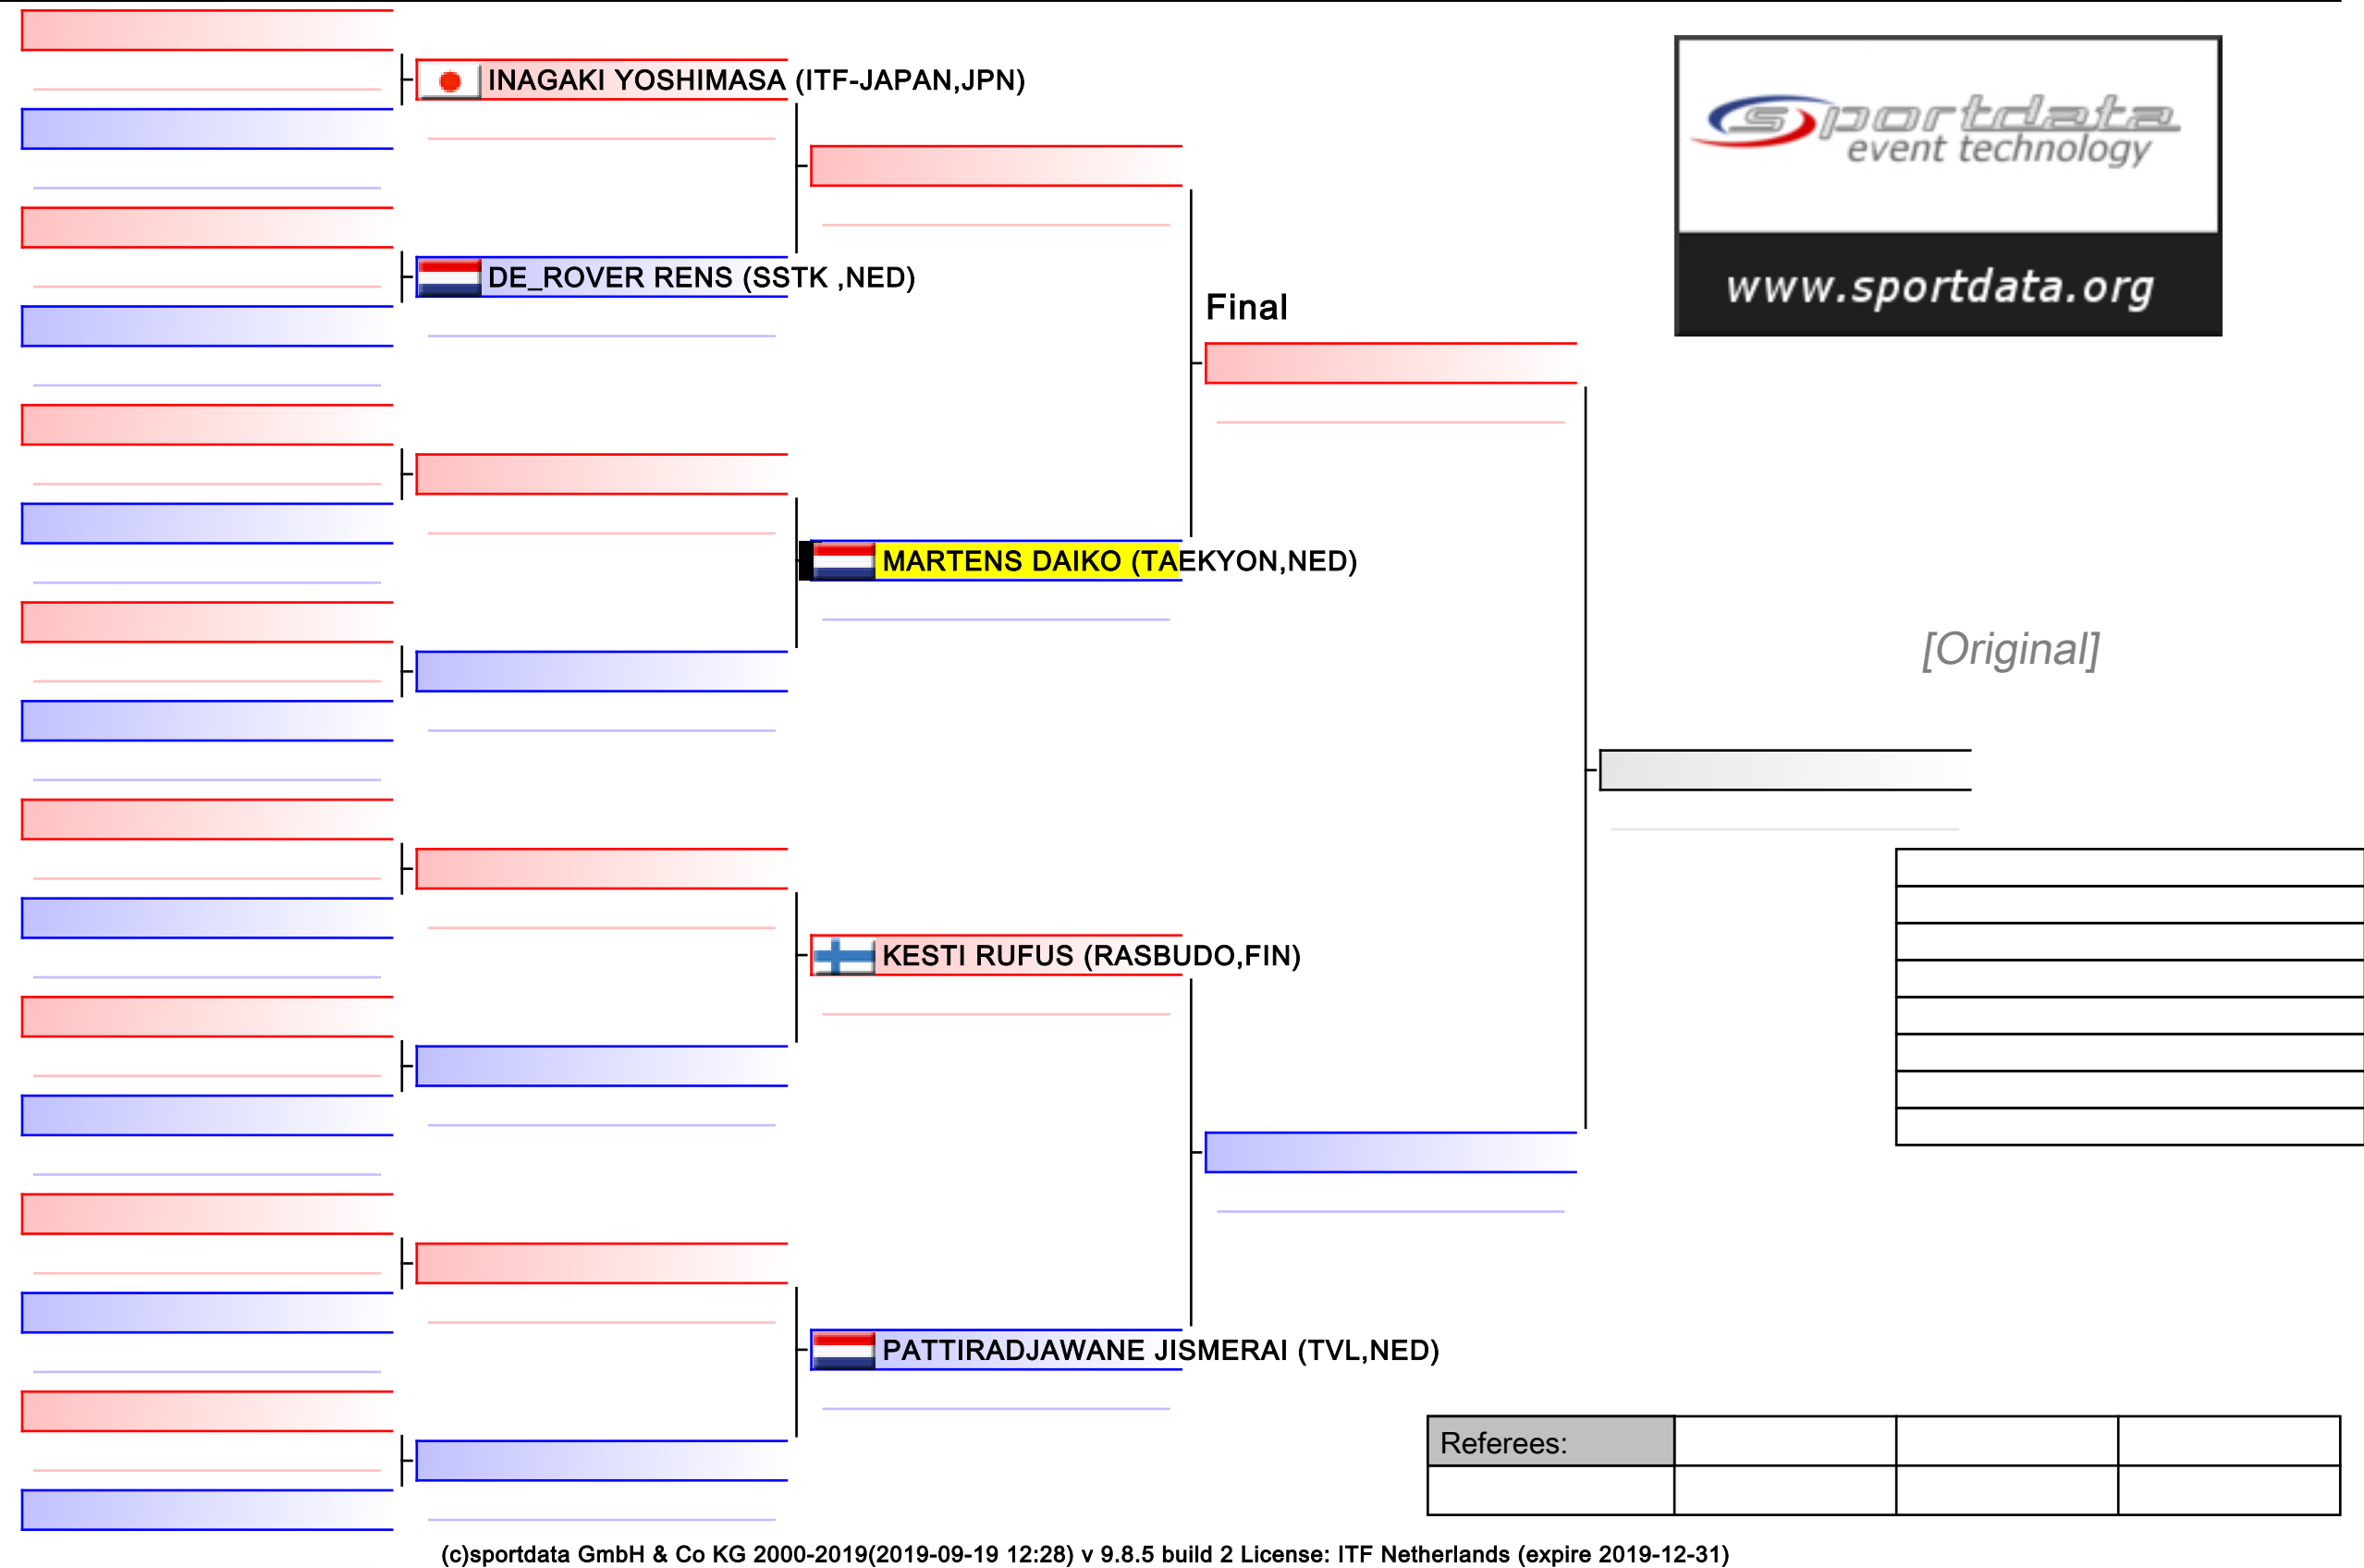 INAGAKI YOSHIMASA (ITF-JAPAN,JPN)
sportdata
event technology
www.sportdata.org
DE_ROVER RENS (SSTK ,NED)
Final
MARTENS DAIKO (TAEKYON,NED)
[Original]
KESTI RUFUS (RASBUDO,FIN)
PATTIRADJAWANE JISMERAI (TVL,NED)
Referees:
(c)sportdata GmbH & Co KG 2000-2019(2019-09-19 12:28) v 9.8.5 build 2 License: ITF Netherlands (expire 2019-12-31)